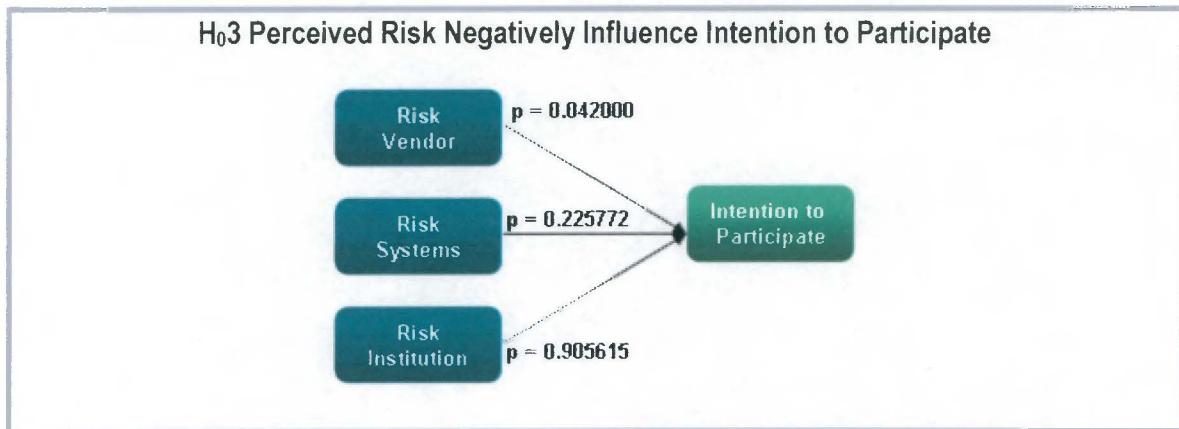 H₀3 Perceived Risk Negatively Influence Intention to Participate
Risk
Vendor
p = 0.042000
Risk
Systems
p = 0.225772
Risk
Institution
p = 0.905615
Intention to
Participate